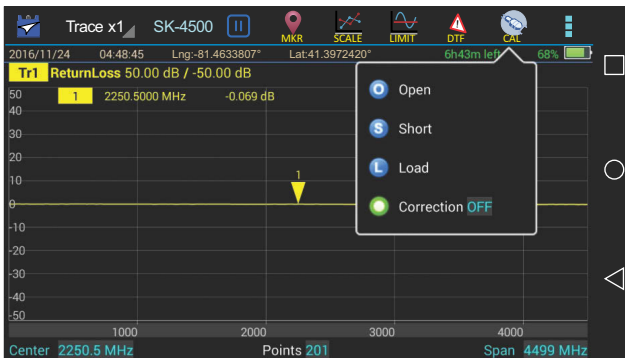 Trace x1 SK-4500 MKR SCALE LIMIT DTF CAL
2016/11/24 04:48:45 Lng:-81.4633807° Lat:41.3972420° 6h43m left 68%
Tr1 ReturnLoss 50.00 dB / -50.00 dB
50
1 2250.5000 MHz -0.069 dB
40
30
20
10
0
-10
-20
-30
-40
-50
1
O Open
S Short
L Load
Correction OFF
1000 2000 3000 4000
Center 2250.5 MHz Points 201 Span 4499 MHz